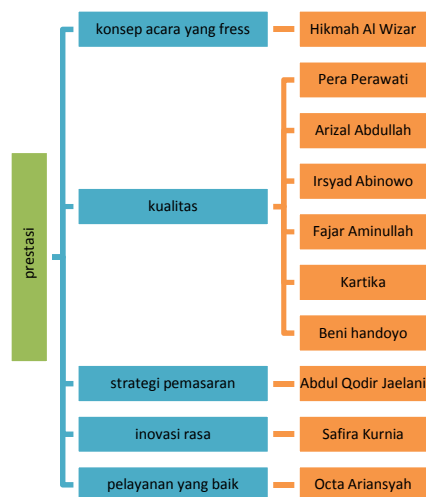 prestasi
konsep acara yang fress
Hikmah Al Wizar
kualitas
Pera Perawati
Arizal Abdullah
Irsyad Abinowo
Fajar Aminullah
Kartika
Beni handoyo
strategi pemasaran
Abdul Qodir Jaelani
inovasi rasa
Safira Kurnia
pelayanan yang baik
Octa Ariansyah